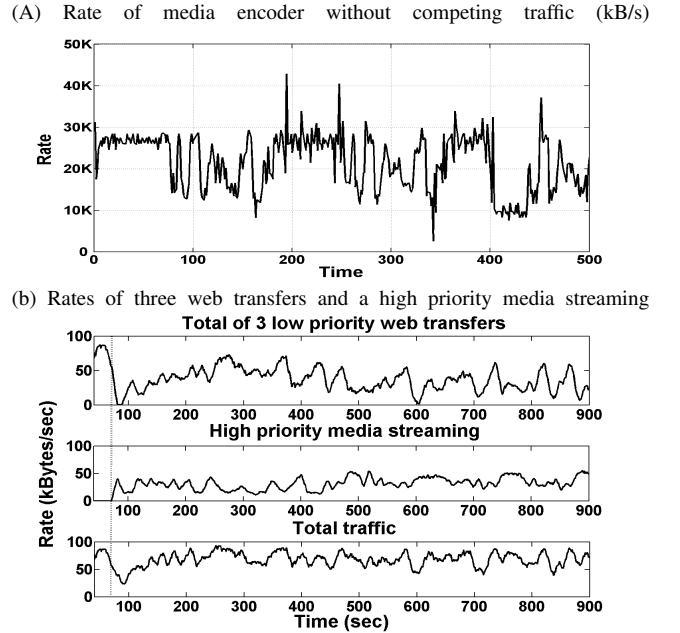 (A) Rate of media encoder without competing traffic (kB/s)
50K
40K
30K
20K
10K
0
Rate
0 100 200 300 400 500
Time
(b) Rates of three web transfers and a high priority media streaming
Total of 3 low priority web transfers
100
50
0
100 200 300 400 500 600 700 800 900
High priority media streaming
100
50
0
100 200 300 400 500 600 700 800 900
Rate (kBytes/sec)
Total traffic
100
50
0
40 100 200 300 400 500 600 700 800 900
Time (sec)